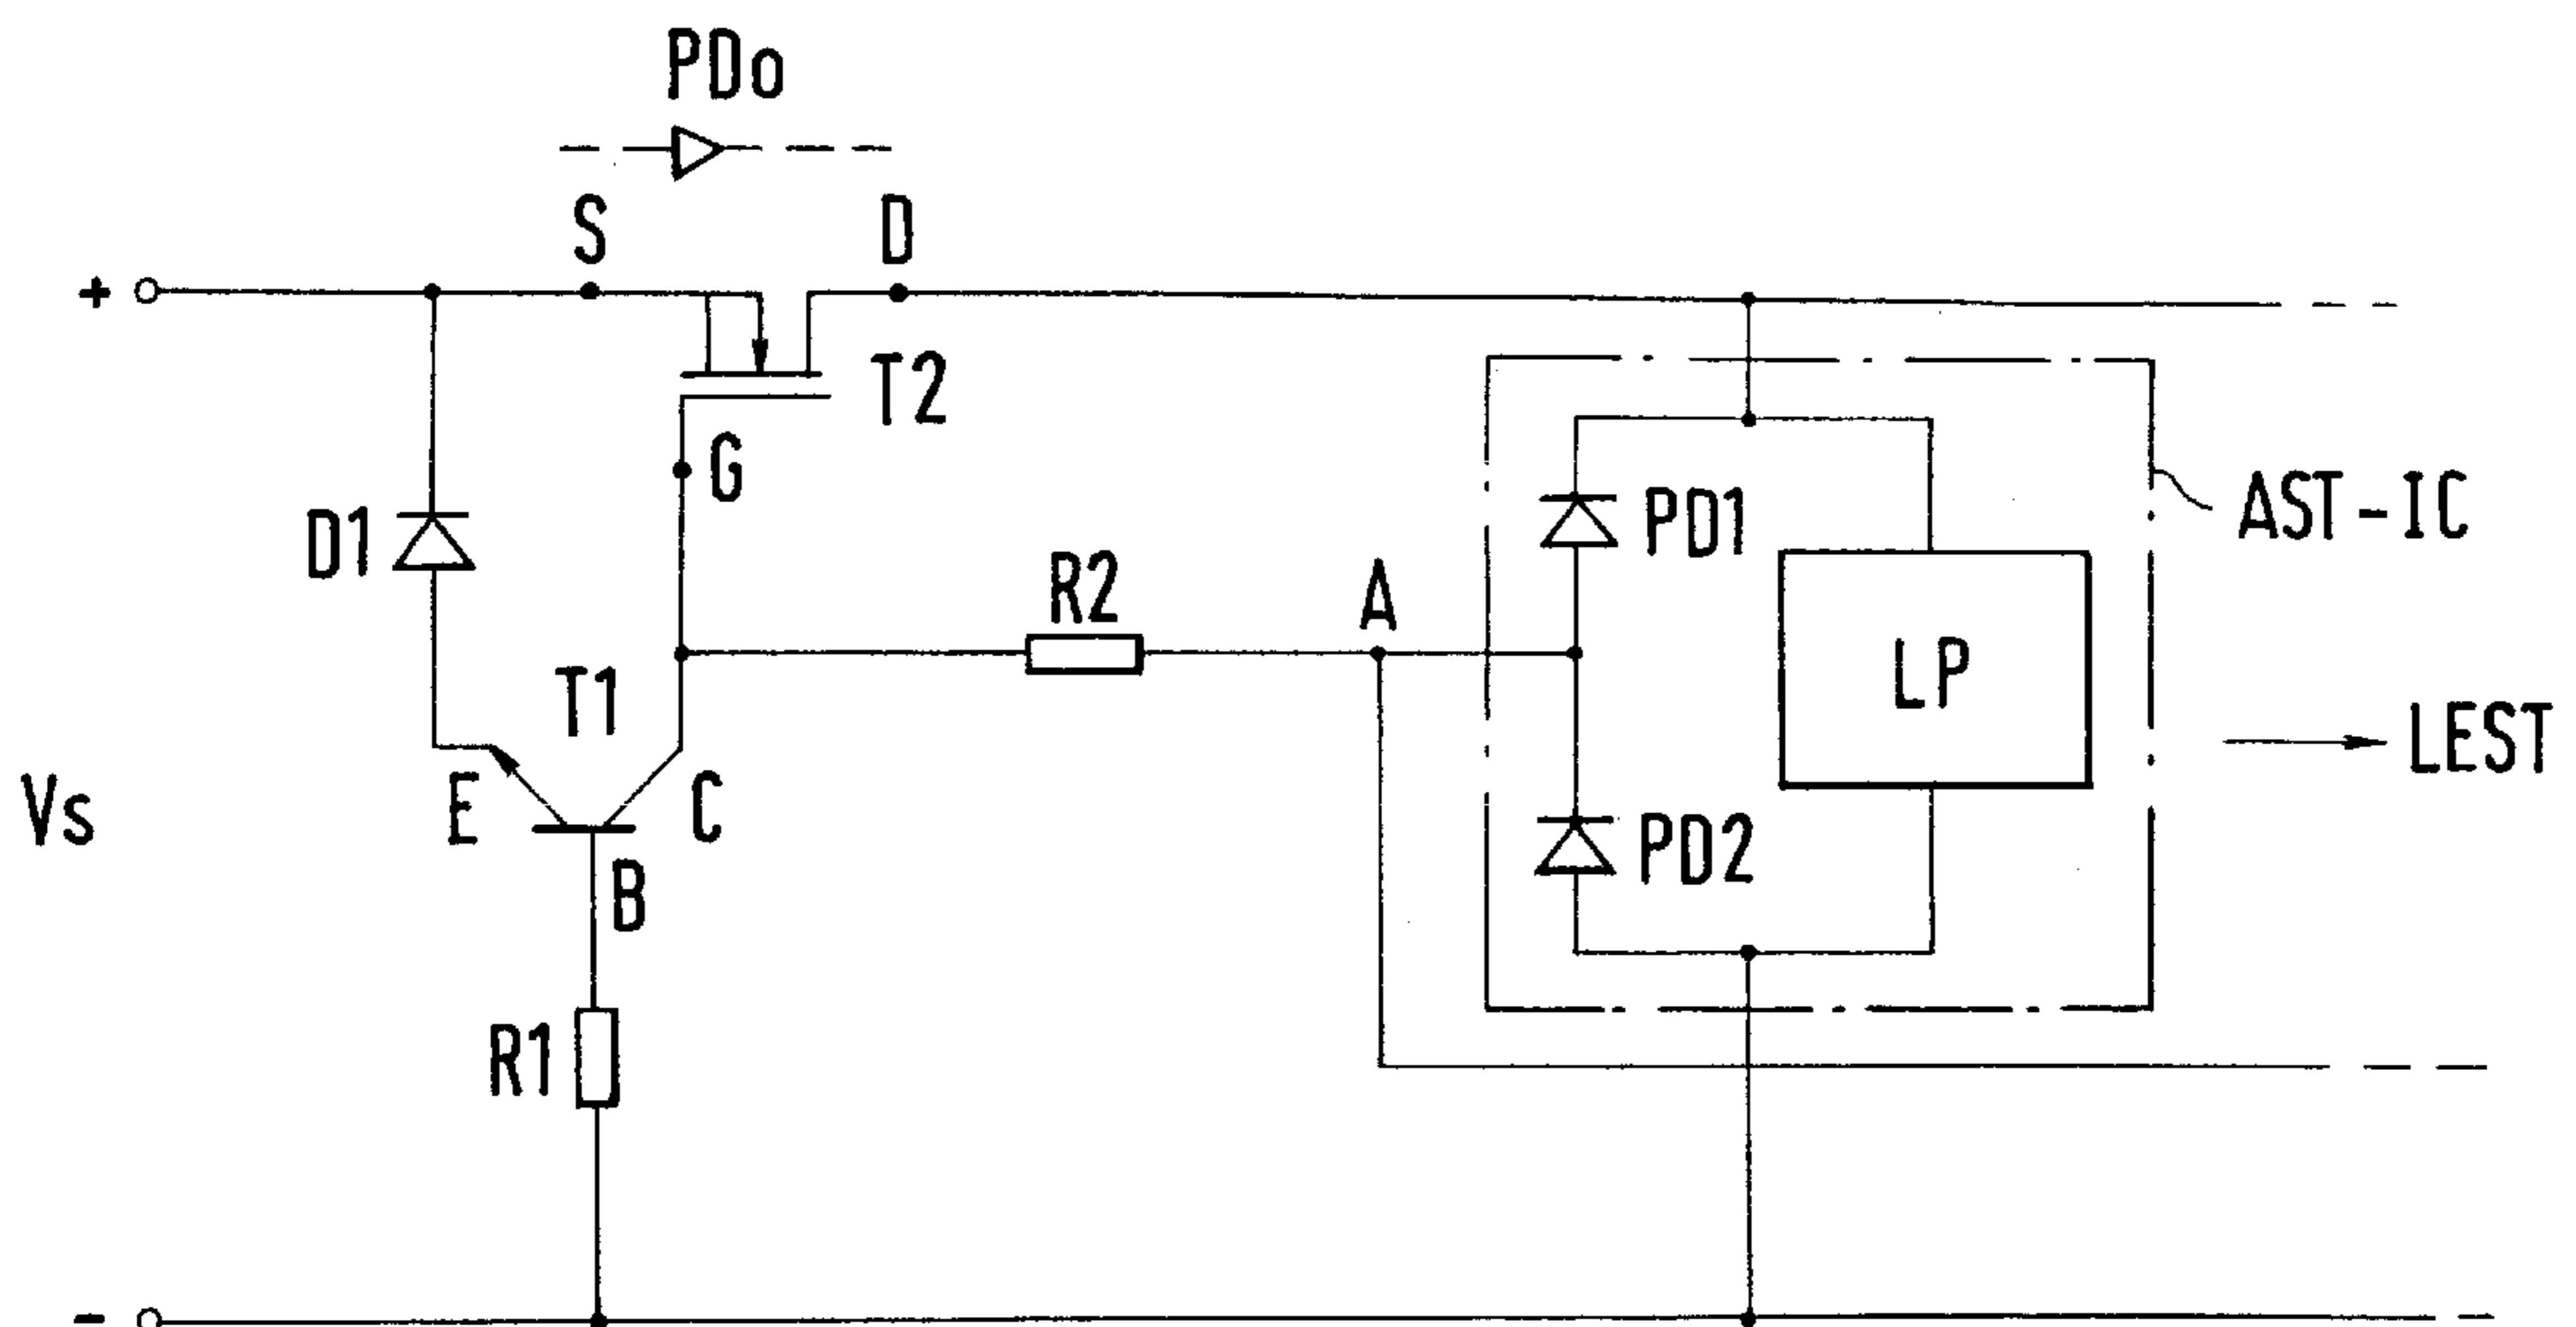 PDo
S
D
+
T2
G
D1
PD1
AST-IC
R2
A
T1
LP
LEST
E
C
Vs
PD2
B
R1
-